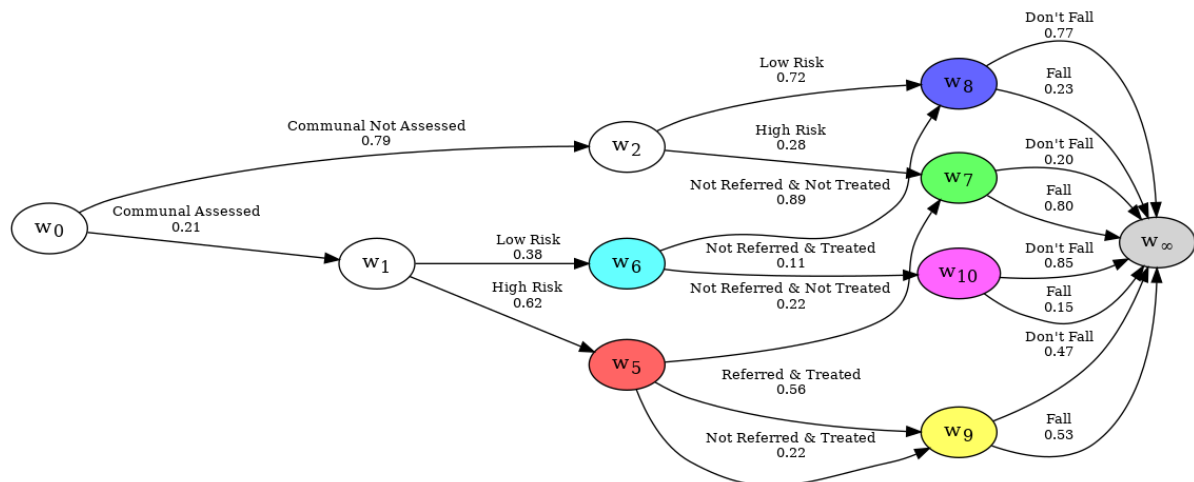 Don't Fall
0.77
Low Risk
0.72
w8
Fall
0.23
Communal Not Assessed
0.79
w2
High Risk
0.28
Don't Fall
0.20
w7
Not Referred & Not Treated
0.89
Fall
0.80
w0
Communal Assessed
0.21
w1
Low Risk
0.38
w6
Not Referred & Treated
0.11
w10
Don't Fall
0.85
w∞
High Risk
0.62
Not Referred & Not Treated
0.22
Fall
0.15
w5
Don't Fall
0.47
Referred & Treated
0.56
w9
Fall
0.53
Not Referred & Treated
0.22